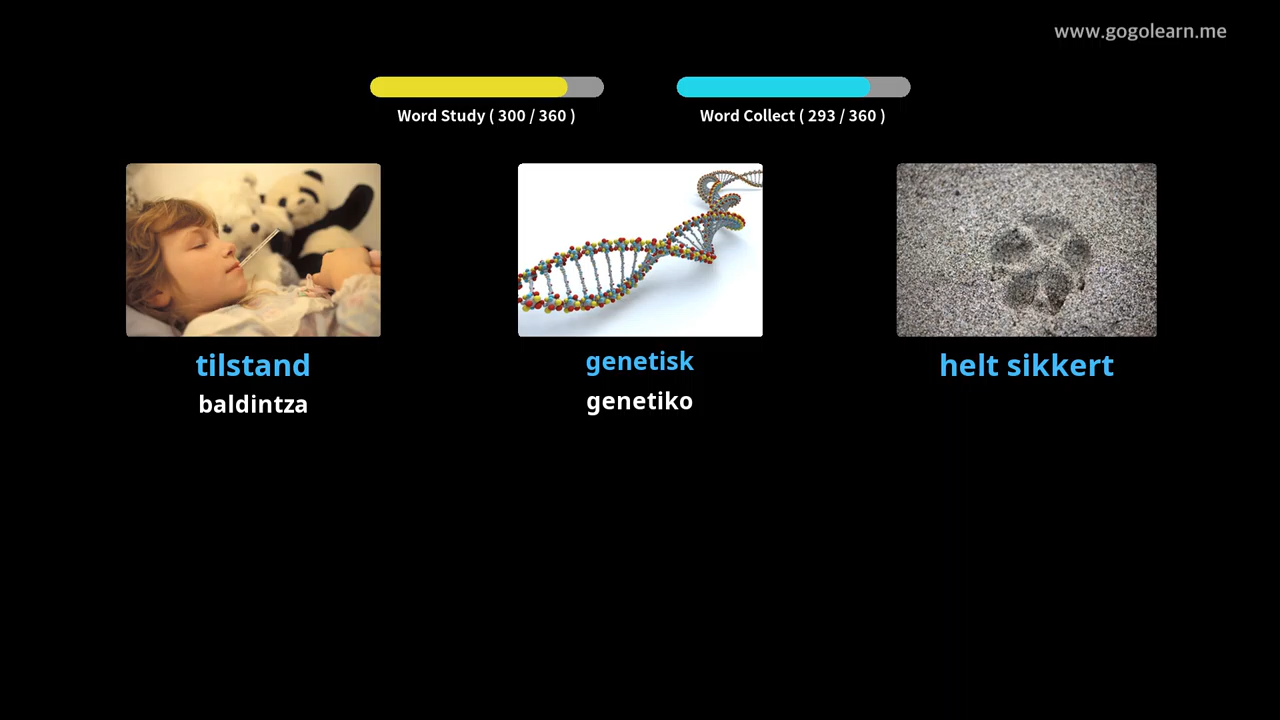 www.gogolearn.me
Word Study ( 300 / 360 )
Word Collect ( 293 / 360 )
tilstand
baldintza
genetisk
genetiko
helt sikkert